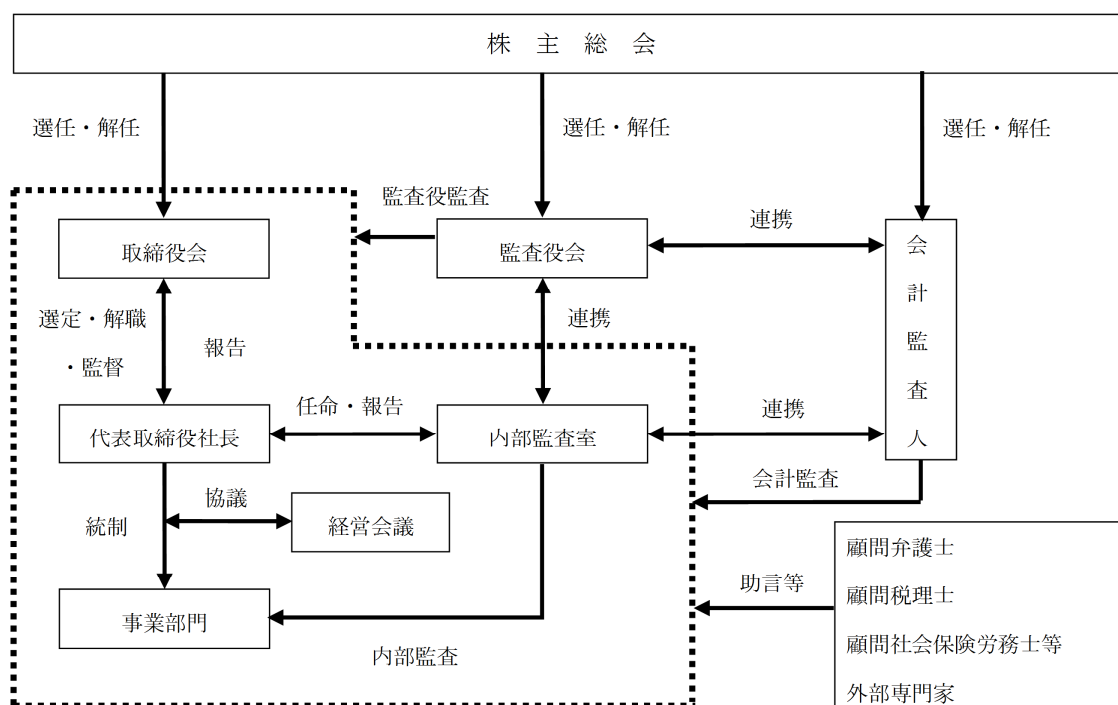 株主総会
選任・解任
選任・解任
選任・解任
監査役監査
取締役会
監査役会
連携
会計監査人
選定・解職
・監督
報告
連携
代表取締役社長
任命・報告
内部監査室
連携
会計監査
協議
経営会議
統制
顧問弁護士
顧問税理士
顧問社会保険労務士等
外部専門家
助言等
事業部門
内部監査